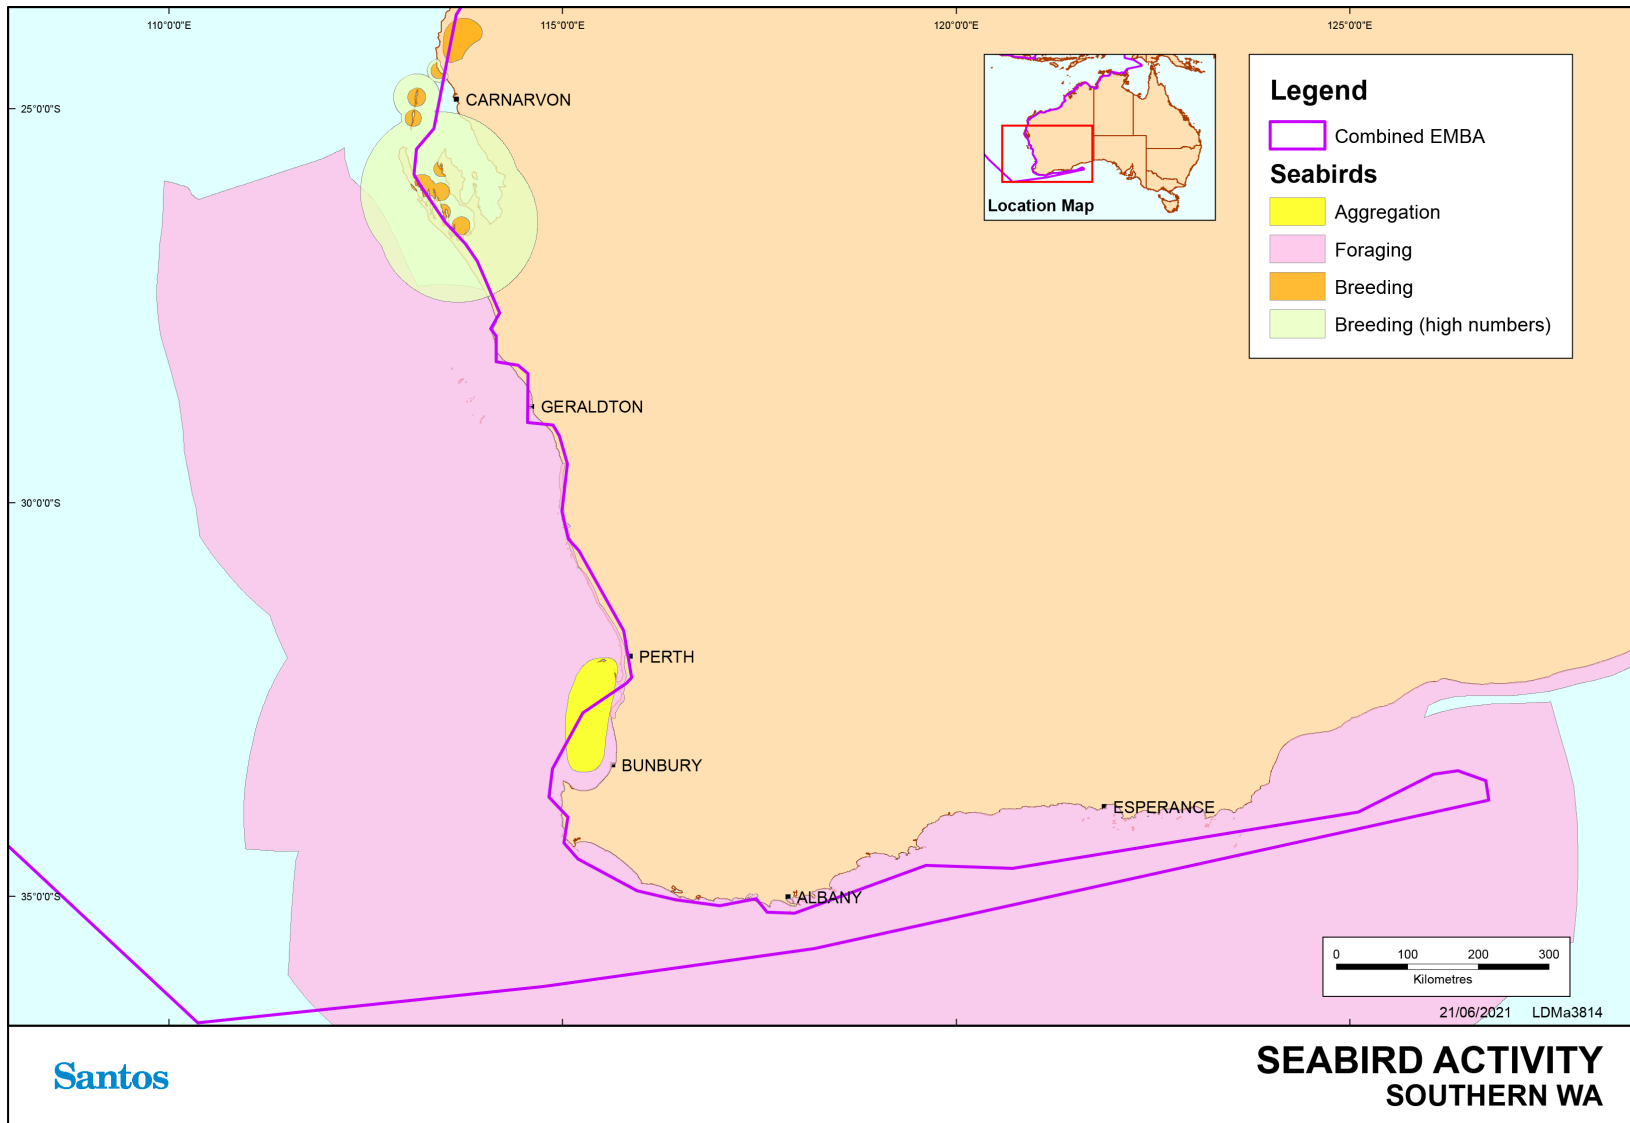 110°0'0"E
115°0'0"E
120°0'0"E
125°0'0"E
25°0'0"S
30°0'0"S
35°0'0"S
CARNARVON
GERALDTON
PERTH
BUNBURY
ALBANY
ESPERANCE
Location Map
Legend
Combined EMBA
Seabirds
Aggregation
Foraging
Breeding
Breeding (high numbers)
0 100 200 300
Kilometres
21/06/2021 LDMa3814
Santos
SEABIRD ACTIVITY
SOUTHERN WA